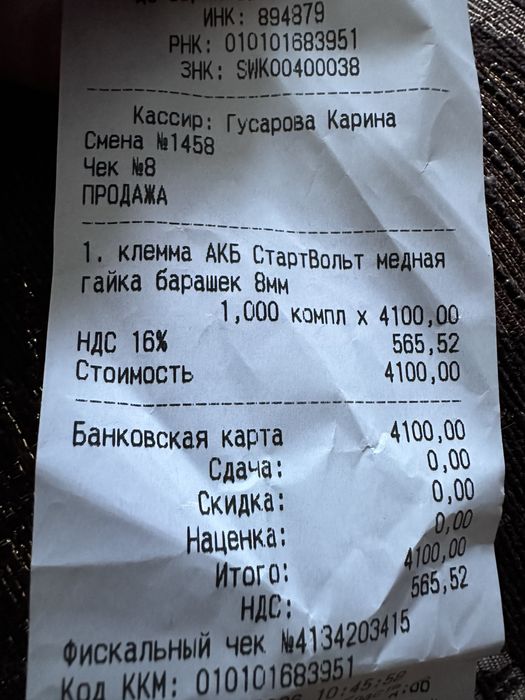 ИНК: 894879
РНК: 010101683951
ЗНК: SWK00400038
Кассир: Гусарова Карина
Смена №1458
Чек №8
ПРОДАЖА
1. клемма АКБ СтартВольт медная
гайка барашек 8мм
1,000 компл x 4100,00
НДС 16% 565,52
Стоимость 4100,00
Банковская карта 4100,00
Сдача: 0,00
Скидка: 0,00
Наценка: 0,00
Итого: 4100,00
НДС: 565,52
Фискальный чек №4134203415
Код ККМ: 010101683951